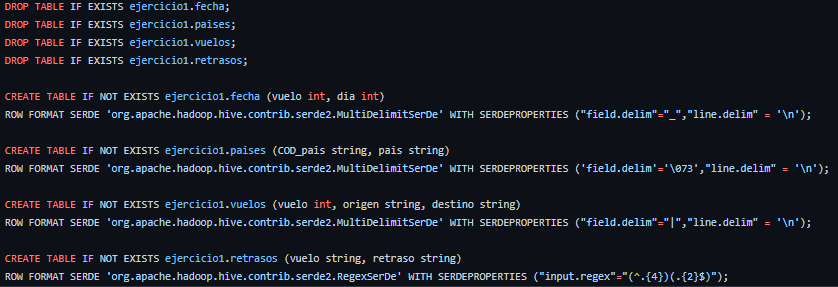 DROP TABLE IF EXISTS ejercicio1.fecha;
DROP TABLE IF EXISTS ejercicio1.paises;
DROP TABLE IF EXISTS ejercicio1.vuelos;
DROP TABLE IF EXISTS ejercicio1.retrasos;
CREATE TABLE IF NOT EXISTS ejercicio1.fecha (vuelo int, dia int)
ROW FORMAT SERDE 'org.apache.hadoop.hive.contrib.serde2.MultiDelimitSerDe' WITH SERDEPROPERTIES ("field.delim"="_","line.delim" = '\n');
CREATE TABLE IF NOT EXISTS ejercicio1.paises (COD_pais string, pais string)
ROW FORMAT SERDE 'org.apache.hadoop.hive.contrib.serde2.MultiDelimitSerDe' WITH SERDEPROPERTIES ('field.delim'='\073',"line.delim" = '\n');
CREATE TABLE IF NOT EXISTS ejercicio1.vuelos (vuelo int, origen string, destino string)
ROW FORMAT SERDE 'org.apache.hadoop.hive.contrib.serde2.MultiDelimitSerDe' WITH SERDEPROPERTIES ("field.delim"="|","line.delim" = '\n');
CREATE TABLE IF NOT EXISTS ejercicio1.retrasos (vuelo string, retraso string)
ROW FORMAT SERDE 'org.apache.hadoop.hive.contrib.serde2.RegexSerDe' WITH SERDEPROPERTIES ("input.regex"="(^.{4})(.{2}$)");